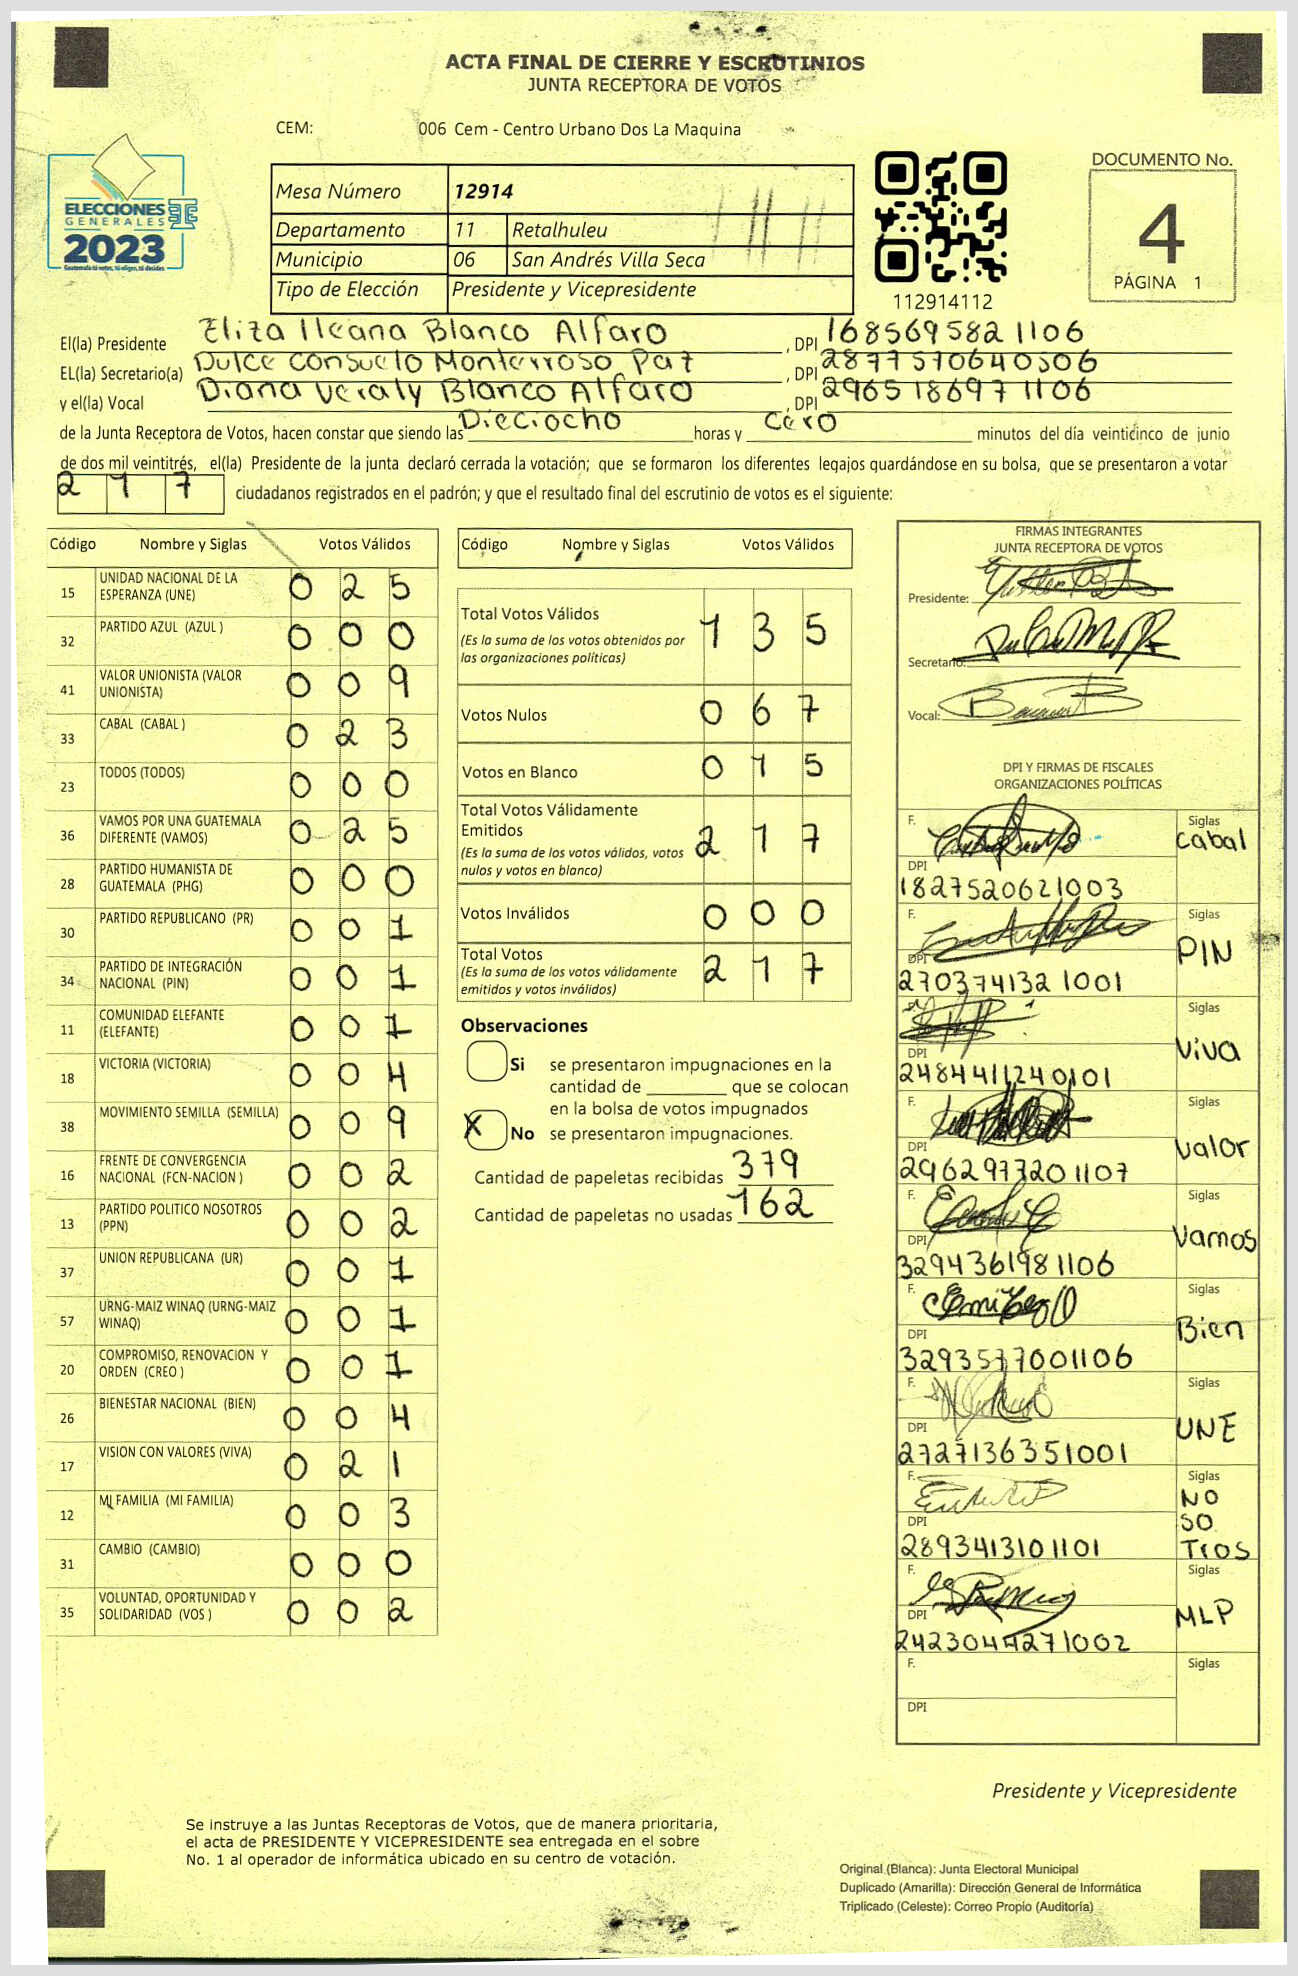 ACTA FINAL DE CIERRE Y ESCRUTINIOS
JUNTA RECEPTORA DE VOTOS
CEM: 006 Cem - Centro Urbano Dos La Maquina
ELECCIONES
GENERALES
2023
Guatemala tú votas, tú eliges, tú decides
Mesa Número 12914
Departamento 11 Retalhuleu
Municipio 06 San Andrés Villa Seca
Tipo de Elección Presidente y Vicepresidente
112914112
DOCUMENTO No.
4
PÁGINA 1
El(la) Presidente Eliza Ileana Blanco Alfaro, DPI 168569582 1106
EL(la) Secretario(a) Dulce Consuelo Monterroso Paz, DPI 2877570640506
y el(la) Vocal Diana Veraly Blanco Alfaro, DPI 296518697 1106
de la Junta Receptora de Votos, hacen constar que siendo las Dieciocho horas y Cero minutos del día veinticinco de junio
de dos mil veintitrés, el(la) Presidente de la junta declaró cerrada la votación; que se formaron los diferentes legajos quardándose en su bolsa, que se presentaron a votar
2 1 7 ciudadanos registrados en el padrón; y que el resultado final del escrutinio de votos es el siguiente:
Código Nombre y Siglas Votos Válidos
15 UNIDAD NACIONAL DE LA ESPERANZA (UNE) 0 2 5
32 PARTIDO AZUL (AZUL ) 0 0 0
41 VALOR UNIONISTA (VALOR UNIONISTA) 0 0 9
33 CABAL (CABAL ) 0 2 3
23 TODOS (TODOS) 0 0 0
36 VAMOS POR UNA GUATEMALA DIFERENTE (VAMOS) 0 2 5
28 PARTIDO HUMANISTA DE GUATEMALA (PHG) 0 0 0
30 PARTIDO REPUBLICANO (PR) 0 0 1
34 PARTIDO DE INTEGRACIÓN NACIONAL (PIN) 0 0 1
11 COMUNIDAD ELEFANTE (ELEFANTE) 0 0 1
18 VICTORIA (VICTORIA) 0 0 4
38 MOVIMIENTO SEMILLA (SEMILLA) 0 0 9
16 FRENTE DE CONVERGENCIA NACIONAL (FCN-NACION ) 0 0 2
13 PARTIDO POLITICO NOSOTROS (PPN) 0 0 2
37 UNION REPUBLICANA (UR) 0 0 1
57 URNG-MAIZ WINAQ (URNG-MAIZ WINAQ) 0 0 1
20 COMPROMISO, RENOVACION Y ORDEN (CREO ) 0 0 1
26 BIENESTAR NACIONAL (BIEN) 0 0 4
17 VISION CON VALORES (VIVA) 0 2 1
12 MI FAMILIA (MI FAMILIA) 0 0 3
31 CAMBIO (CAMBIO) 0 0 0
35 VOLUNTAD, OPORTUNIDAD Y SOLIDARIDAD (VOS ) 0 0 2
Código Nombre y Siglas Votos Válidos
Total Votos Válidos 1 3 5
(Es la suma de los votos obtenidos por
las organizaciones políticas)
Votos Nulos 0 6 7
Votos en Blanco 0 1 5
Total Votos Válidamente
Emitidos 2 1 7
(Es la suma de los votos válidos, votos
nulos y votos en blanco)
Votos Inválidos 0 0 0
Total Votos 2 1 7
(Es la suma de los votos válidamente
emitidos y votos inválidos)
Observaciones
Si se presentaron impugnaciones en la
cantidad de ________ que se colocan
en la bolsa de votos impugnados
X No se presentaron impugnaciones.
Cantidad de papeletas recibidas 379
Cantidad de papeletas no usadas 162
FIRMAS INTEGRANTES
JUNTA RECEPTORA DE VOTOS
Presidente:
Secretario:
Vocal:
DPI Y FIRMAS DE FISCALES
ORGANIZACIONES POLÍTICAS
F. Siglas Cabal
DPI 1827520621003
F. Siglas PIN
DPI 270374132 1001
F. Siglas Viva
DPI 2484411240101
F. Siglas Valor
DPI 2962977201107
F. Siglas Vamos
DPI 3294361981106
F. Siglas Bien
DPI 3293577001106
F. Siglas UNE
DPI 2727136351001
F. Siglas NO SO Tros
DPI 2893413101101
F. Siglas MLP
DPI 2423044271002
F. Siglas
DPI
Presidente y Vicepresidente
Se instruye a las Juntas Receptoras de Votos, que de manera prioritaria,
el acta de PRESIDENTE Y VICEPRESIDENTE sea entregada en el sobre
No. 1 al operador de informática ubicado en su centro de votación.
Original (Blanca): Junta Electoral Municipal
Duplicado (Amarilla): Dirección General de Informática
Triplicado (Celeste): Correo Propio (Auditoría)